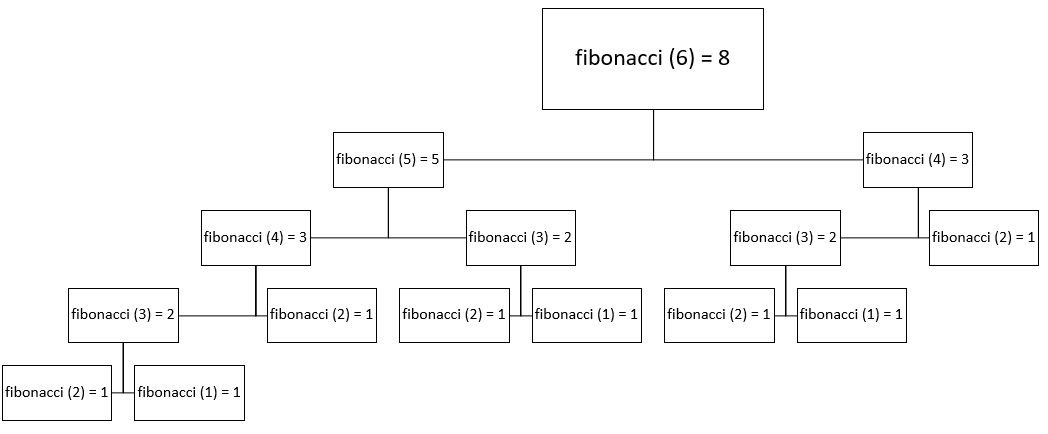 fibonacci (6) = 8
fibonacci (5) = 5
fibonacci (4) = 3
fibonacci (4) = 3
fibonacci (3) = 2
fibonacci (3) = 2
fibonacci (2) = 1
fibonacci (3) = 2
fibonacci (2) = 1
fibonacci (2) = 1
fibonacci (1) = 1
fibonacci (2) = 1
fibonacci (1) = 1
fibonacci (2) = 1
fibonacci (1) = 1